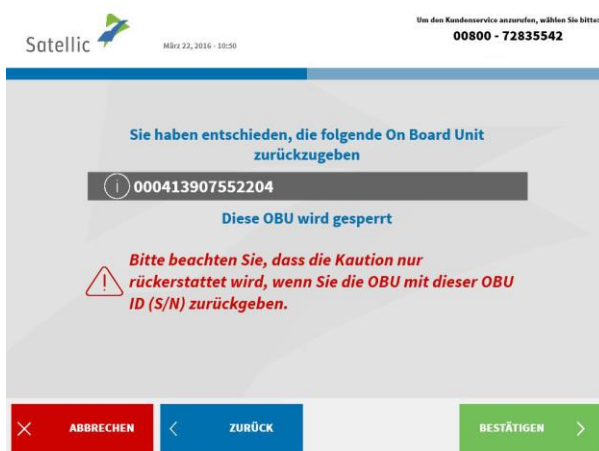 Satellic
März 22, 2016 - 10:50
Um den Kundenservice anzurufen, wählen Sie bitte:
00800 - 72835542
Sie haben entschieden, die folgende On Board Unit
zurückzugeben
000413907552204
Diese OBU wird gesperrt
Bitte beachten Sie, dass die Kaution nur
rückerstattet wird, wenn Sie die OBU mit dieser OBU
ID (S/N) zurückgeben.
ABBRECHEN
ZURÜCK
BESTÄTIGEN